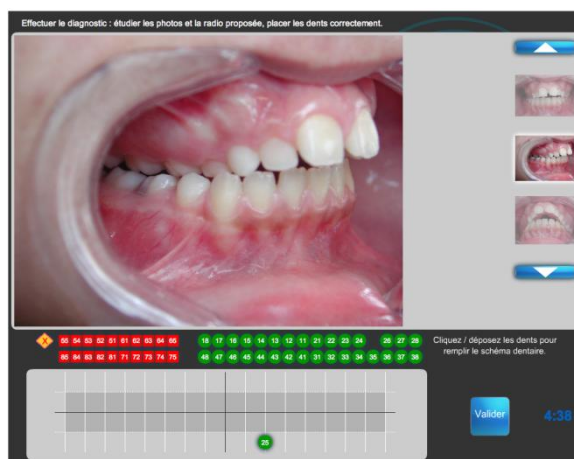 Effectuer le diagnostic : étudier les photos et la radio proposée, placer les dents correctement.
X 55 54 53 52 51 61 62 63 64 65 18 17 16 15 14 13 12 11 21 22 23 24 26 27 28
85 84 83 82 81 71 72 73 74 75 48 47 46 45 44 43 42 41 31 32 33 34 35 36 37 38
Cliquez / déposez les dents pour
remplir le schéma dentaire.
25
Valider
4:38